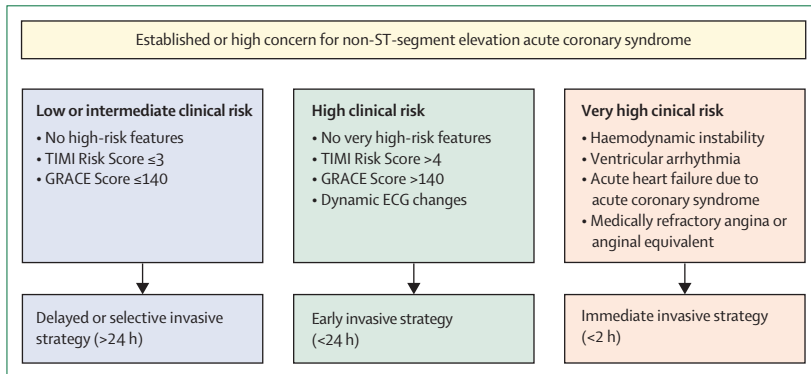 Established or high concern for non-ST-segment elevation acute coronary syndrome
Low or intermediate clinical risk
• No high-risk features
• TIMI Risk Score ≤3
• GRACE Score ≤140
High clinical risk
• No very high-risk features
• TIMI Risk Score >4
• GRACE Score >140
• Dynamic ECG changes
Very high cinical risk
• Haemodynamic instability
• Ventricular arrhythmia
• Acute heart failure due to
acute coronary syndrome
• Medically refractory angina or
anginal equivalent
Delayed or selective invasive
strategy (>24 h)
Early invasive strategy
(<24 h)
Immediate invasive strategy
(<2 h)